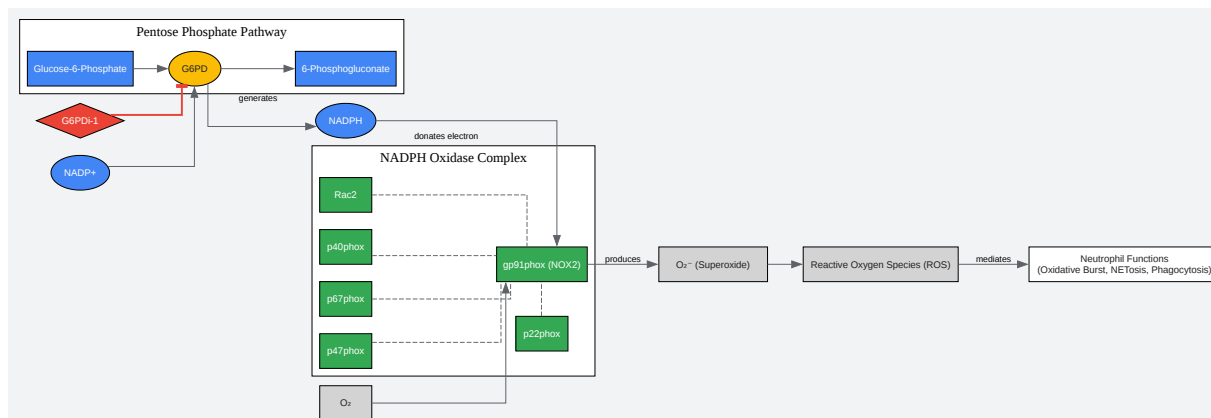 Pentose Phosphate Pathway
Glucose-6-Phosphate
G6PD
6-Phosphogluconate
generates
G6PDi-1
NADPH
donates electron
NADP+
NADPH Oxidase Complex
Rac2
p40phox
gp91phox (NOX2)
produces
O₂⁻ (Superoxide)
Reactive Oxygen Species (ROS)
mediates
Neutrophil Functions
(Oxidative Burst, NETosis, Phagocytosis)
p67phox
p22phox
p47phox
O₂